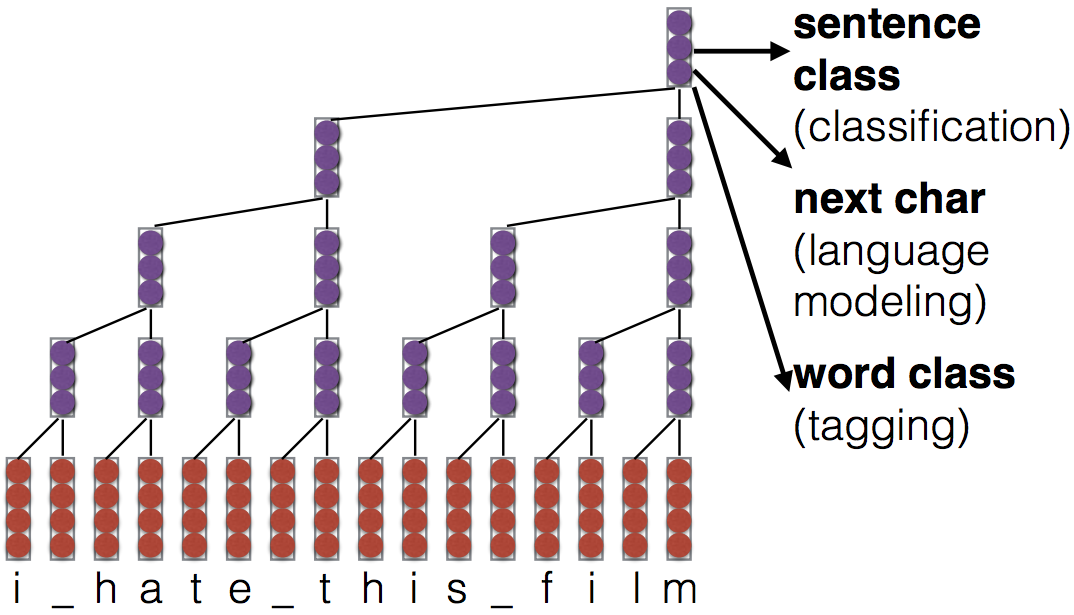 sentence
class
(classification)
next char
(language
modeling)
word class
(tagging)
i _ h a t e _ t h i s _ f i l m